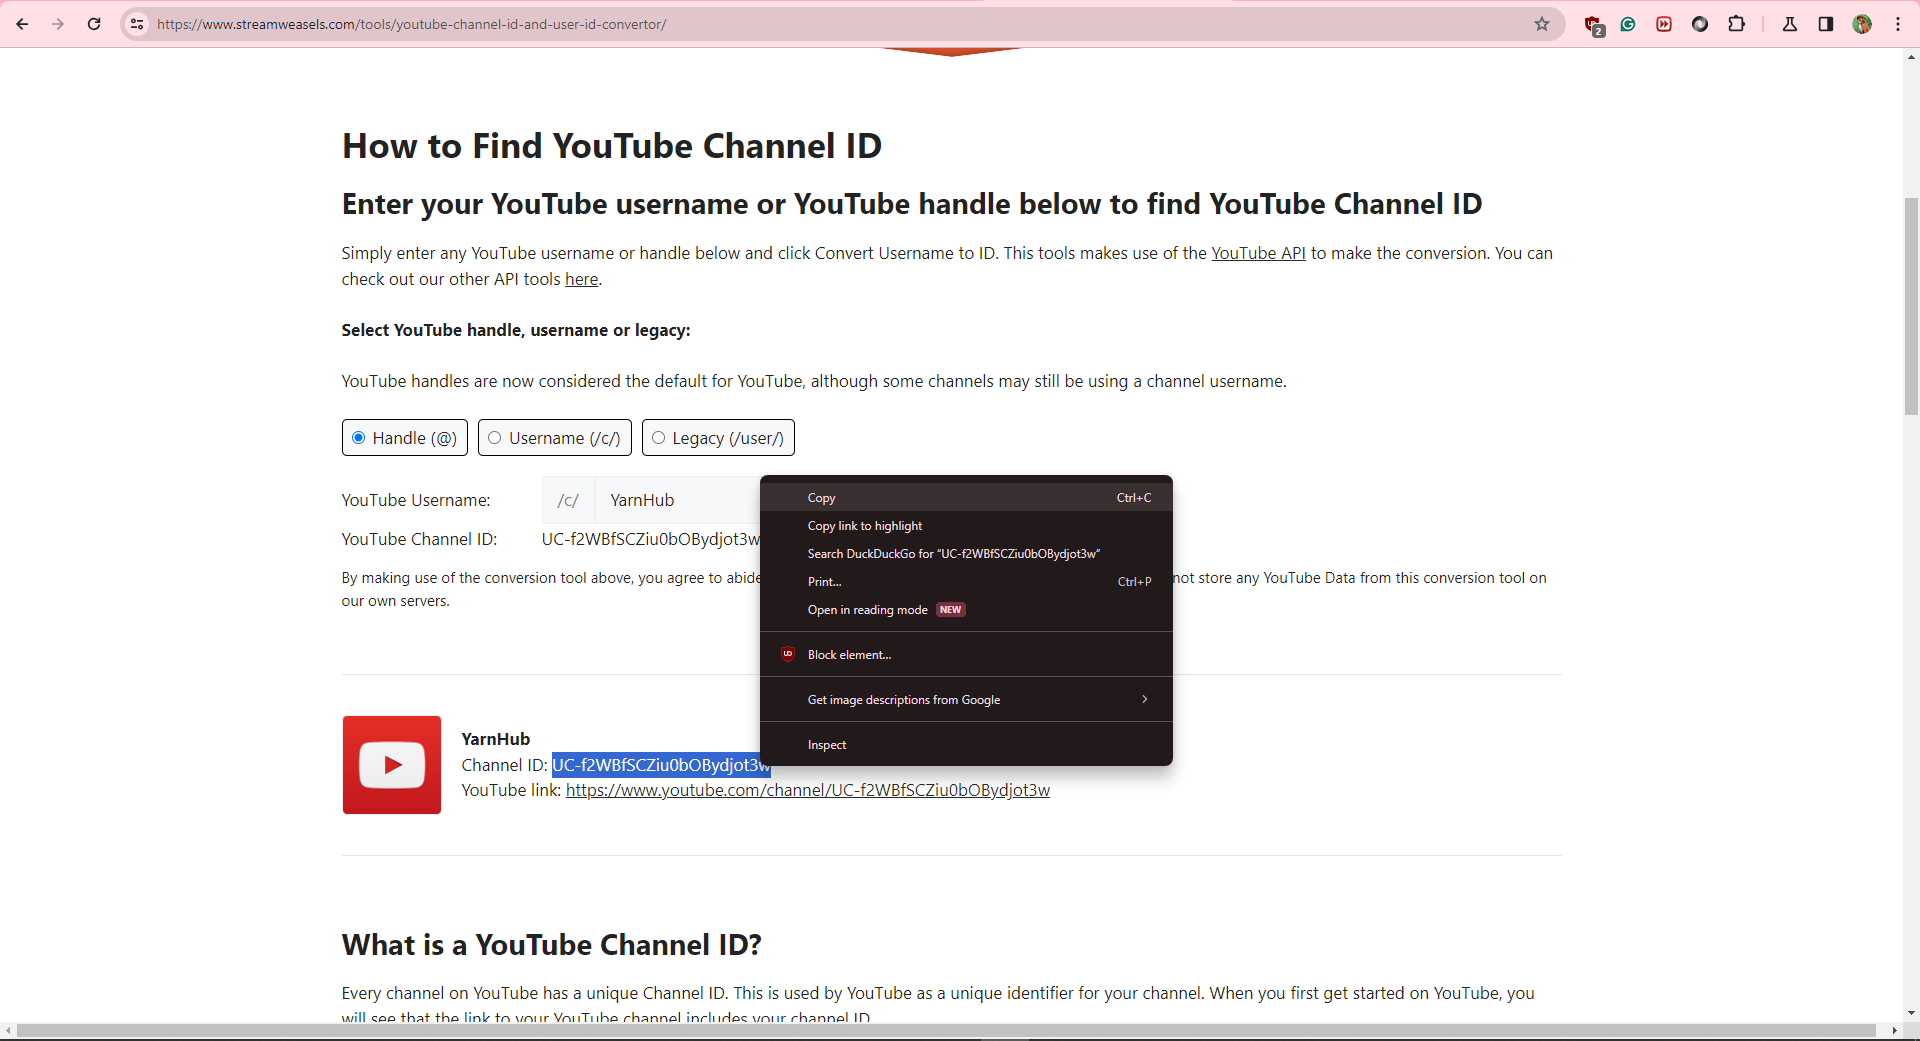 https://www.streamweasels.com/tools/youtube-channel-id-and-user-id-convertor/
2
How to Find YouTube Channel ID
Enter your YouTube username or YouTube handle below to find YouTube Channel ID
Simply enter any YouTube username or handle below and click Convert Username to ID. This tools makes use of the YouTube API to make the conversion. You can
check out our other API tools here.
Select YouTube handle, username or legacy:
YouTube handles are now considered the default for YouTube, although some channels may still be using a channel username.
Handle (@) Username (/c/) Legacy (/user/)
YouTube Username: /c/ YarnHub
YouTube Channel ID: UC-f2WBfSCZiu0bOBydjot3w
By making use of the conversion tool above, you agree to abide not store any YouTube Data from this conversion tool on
our own servers.
Copy Ctrl+C
Copy link to highlight
Search DuckDuckGo for “UC-f2WBfSCZiu0bOBydjot3w”
Print... Ctrl+P
Open in reading mode NEW
Block element...
Get image descriptions from Google
Inspect
YarnHub
Channel ID: UC-f2WBfSCZiu0bOBydjot3w
YouTube link: https://www.youtube.com/channel/UC-f2WBfSCZiu0bOBydjot3w
What is a YouTube Channel ID?
Every channel on YouTube has a unique Channel ID. This is used by YouTube as a unique identifier for your channel. When you first get started on YouTube, you
will see that the link to your YouTube channel includes your channel ID.